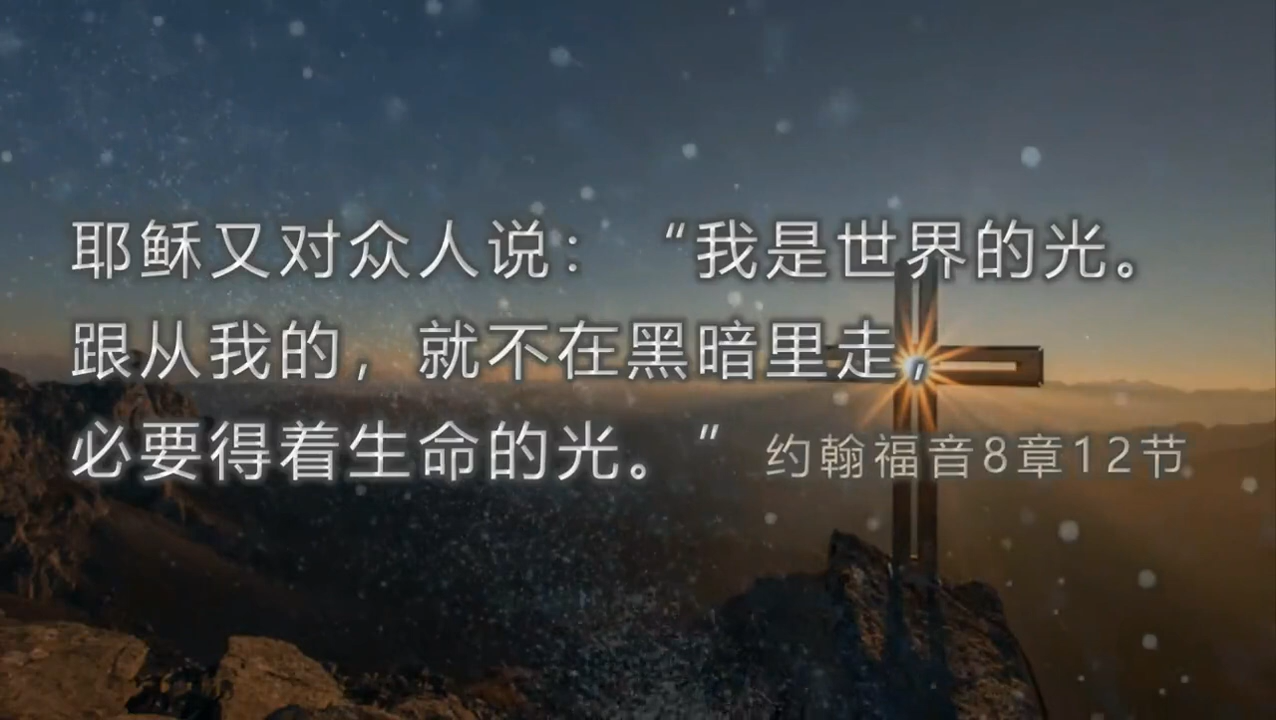 耶稣又对众人说：“我是世界的光。
跟从我的，就不在黑暗里走，
必要得着生命的光。” 约翰福音8章12节